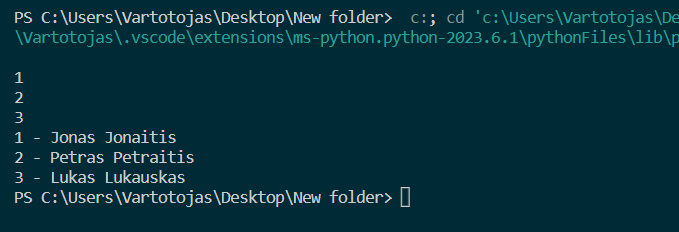 PS C:\Users\Vartotojas\Desktop\New folder>  c:; cd 'c:\Users\Vartotojas\De
\Vartotojas\.vscode\extensions\ms-python.python-2023.6.1\pythonFiles\lib\p
1
2
3
1 - Jonas Jonaitis
2 - Petras Petraitis
3 - Lukas Lukauskas
PS C:\Users\Vartotojas\Desktop\New folder>